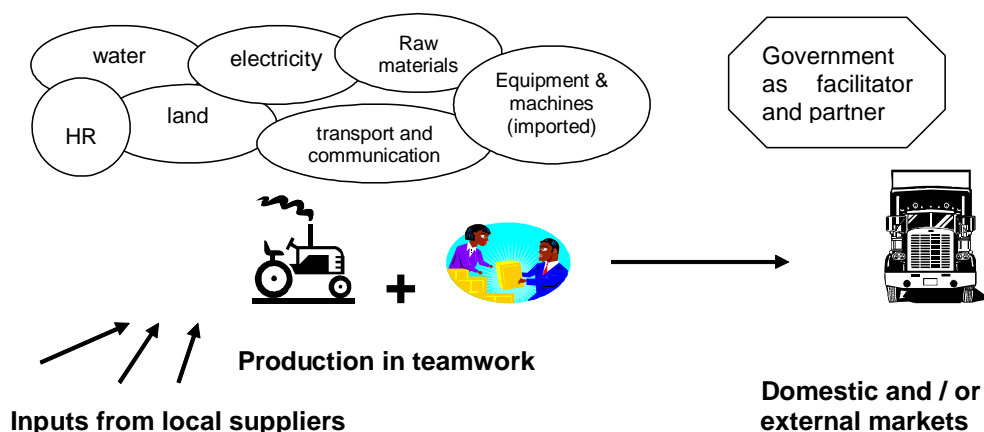 water
electricity
Raw
materials
Equipment &
machines
(imported)
HR
land
transport and
communication
Government
as facilitator
and partner
+
Production in teamwork
Inputs from local suppliers
Domestic and / or
external markets